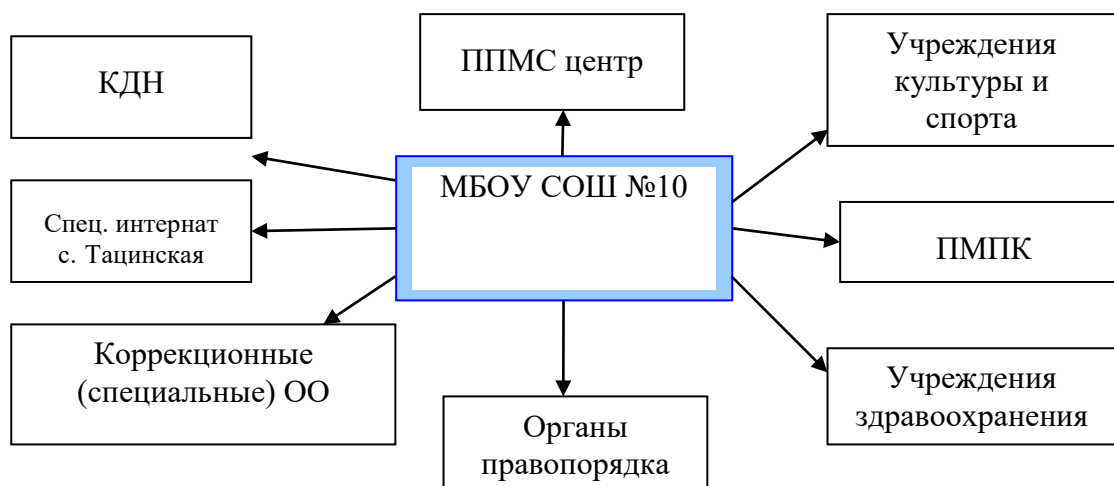 КДН
ППМС центр
Учреждения
культуры и
спорта
МБОУ СОШ №10
Спец. интернат
с. Тацинская
ПМПК
Коррекционные
(специальные) ОО
Учреждения
здравоохранения
Органы
правопорядка